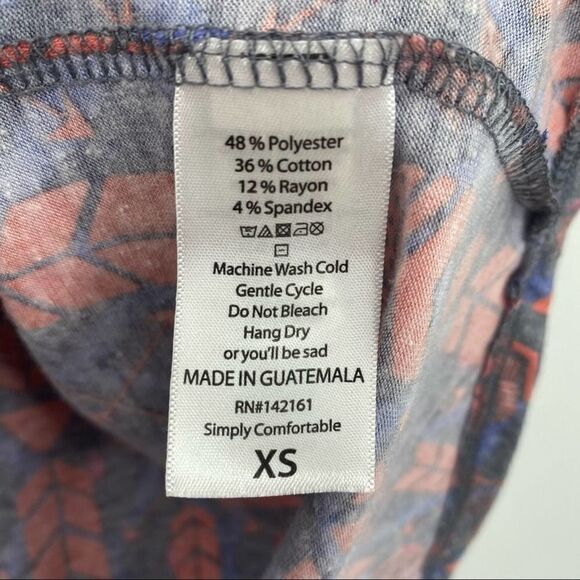 48 % Polyester
36 % Cotton
12 % Rayon
4 % Spandex
Machine Wash Cold
Gentle Cycle
Do Not Bleach
Hang Dry
or you'll be sad
MADE IN GUATEMALA
RN#142161
Simply Comfortable
XS